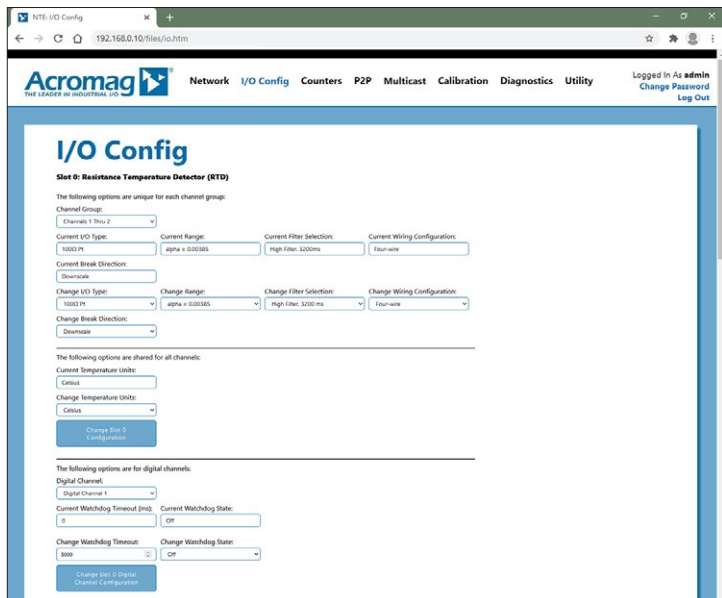 NTE: I/O Config
192.168.0.10/files/io.htm
Acromag
THE LEADER IN INDUSTRIAL I/O
Network I/O Config Counters P2P Multicast Calibration Diagnostics Utility
Logged In As admin
Change Password
Log Out
I/O Config
Slot 0: Resistance Temperature Detector (RTD)
The following options are unique for each channel group:
Channel Group:
Channels 1 Thru 2
Current I/O Type: Current Range: Current Filter Selection: Current Wiring Configuration:
100Ω Pt alpha = 0.00385 High Filter: 3200ms Four-wire
Current Break Direction:
Downscale
Change I/O Type: Change Range: Change Filter Selection: Change Wiring Configuration:
100Ω Pt alpha = 0.00385 High Filter: 3200 ms Four-wire
Change Break Direction:
Downscale
The following options are shared for all channels:
Current Temperature Units:
Celsius
Change Temperature Units:
Celsius
Change Slot 0
Configuration
The following options are for digital channels:
Digital Channel:
Digital Channel 1
Current Watchdog Timeout (ms): Current Watchdog State:
0 Off
Change Watchdog Timeout: Change Watchdog State:
Off
Change Slot 0 Digital
Channel Configuration